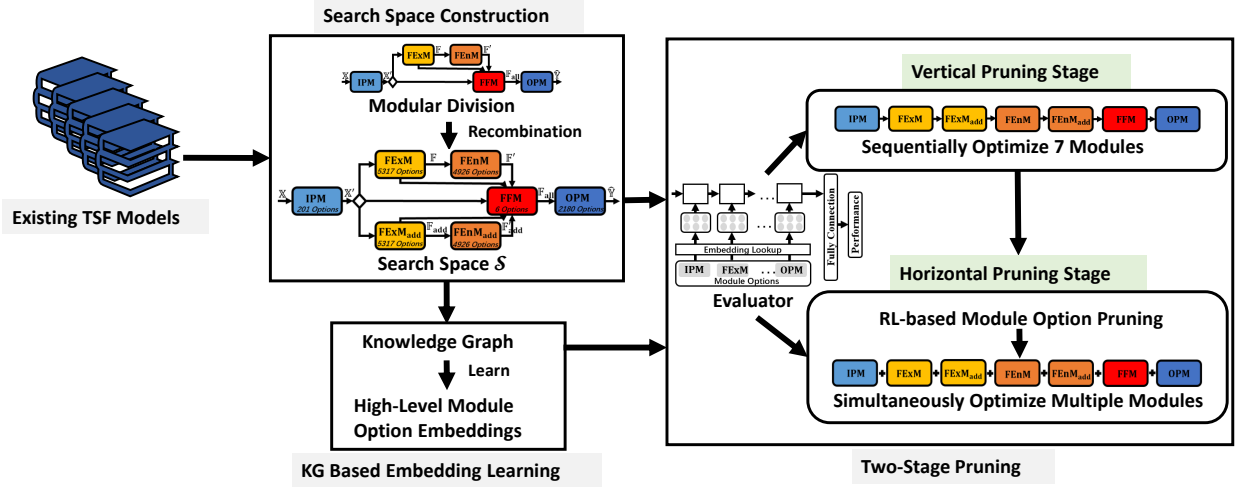 Search Space Construction
𝕏 IPM 𝕏′ FExM 𝔽 FEnM 𝔽′ FFM 𝔽all OPM Ŷ
Modular Division
Recombination
FExM
5317 Options
𝔽
FEnM
4926 Options
𝔽′
𝕏
IPM
201 Options
𝕏′
FFM
𝔽all
OPM
2180 Options
Ŷ
FExMadd
5317 Options
𝔽add
FEnMadd
4926 Options
𝔽′add
Search Space 𝒮
Existing TSF Models
Knowledge Graph
Learn
High-Level Module
Option Embeddings
KG Based Embedding Learning
Vertical Pruning Stage
IPM FExM FExMadd FEnM FEnMadd FFM OPM
Sequentially Optimize 7 Modules
...
...
Embedding Lookup
IPM FExM ... OPM
Module Options
Fully Connection
Performance
Evaluator
Horizontal Pruning Stage
RL-based Module Option Pruning
IPM + FExM + FExMadd + FEnM + FEnMadd + FFM + OPM
Simultaneously Optimize Multiple Modules
Two-Stage Pruning